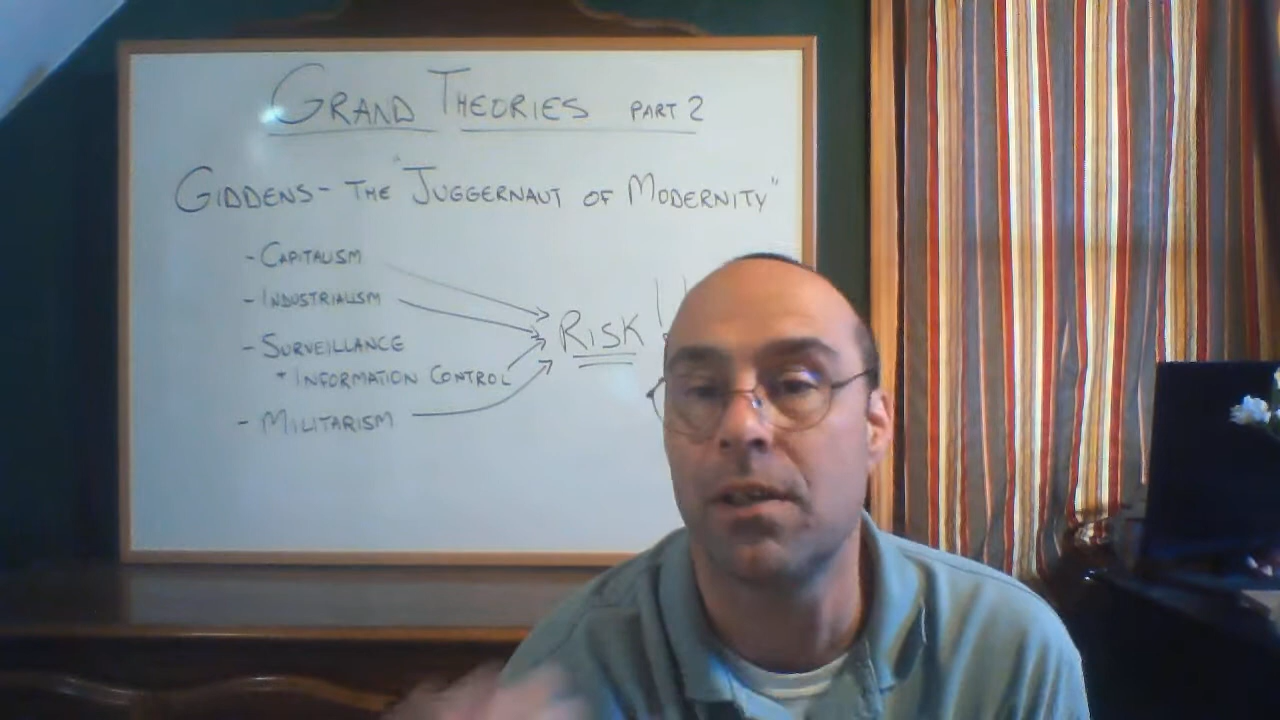 GRAND THEORIES PART 2
GIDDENS - THE "JUGGERNAUT OF MODERNITY"
- CAPITALISM
- INDUSTRIALISM
RISK
- SURVEILLANCE
+ INFORMATION CONTROL
- MILITARISM